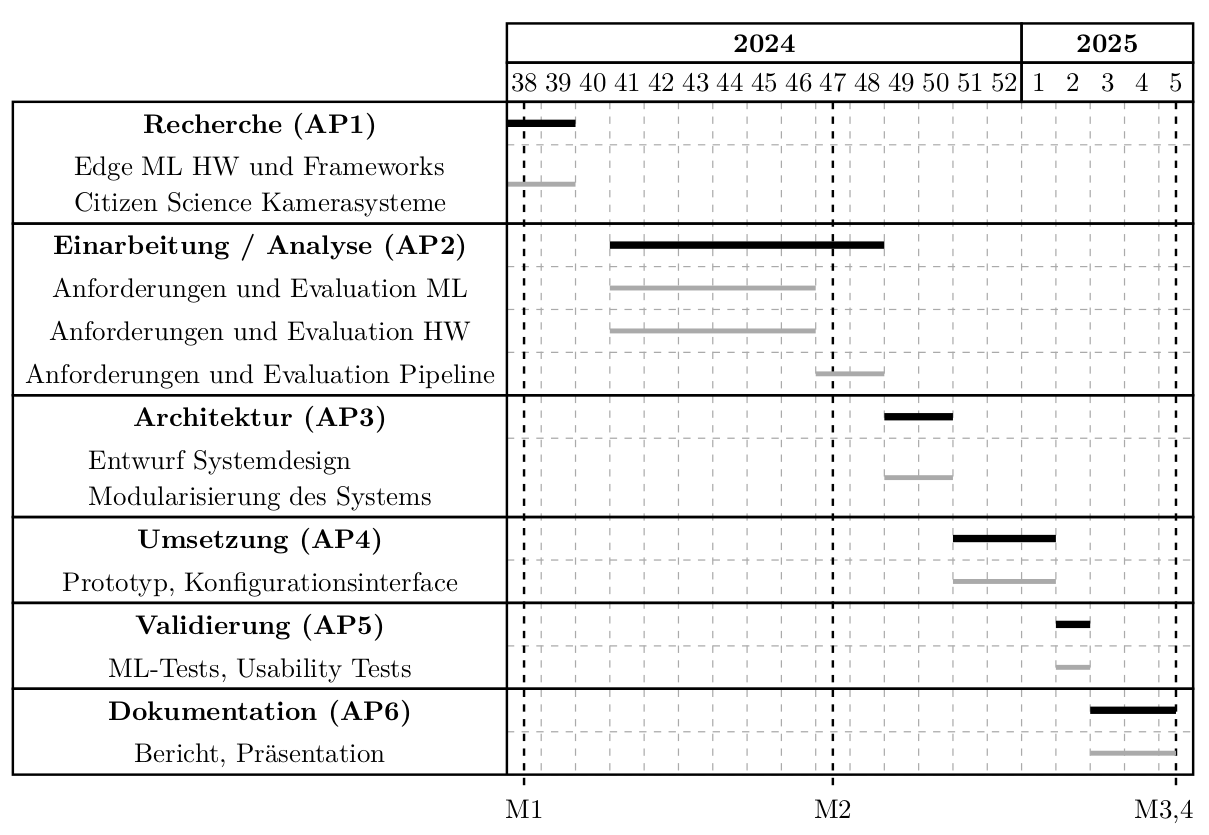 2024 2025
38 39 40 41 42 43 44 45 46 47 48 49 50 51 52 1 2 3 4 5
Recherche (AP1)
Edge ML HW und Frameworks
Citizen Science Kamerasysteme
Einarbeitung / Analyse (AP2)
Anforderungen und Evaluation ML
Anforderungen und Evaluation HW
Anforderungen und Evaluation Pipeline
Architektur (AP3)
Entwurf Systemdesign
Modularisierung des Systems
Umsetzung (AP4)
Prototyp, Konfigurationsinterface
Validierung (AP5)
ML-Tests, Usability Tests
Dokumentation (AP6)
Bericht, Präsentation
M1 M2 M3,4